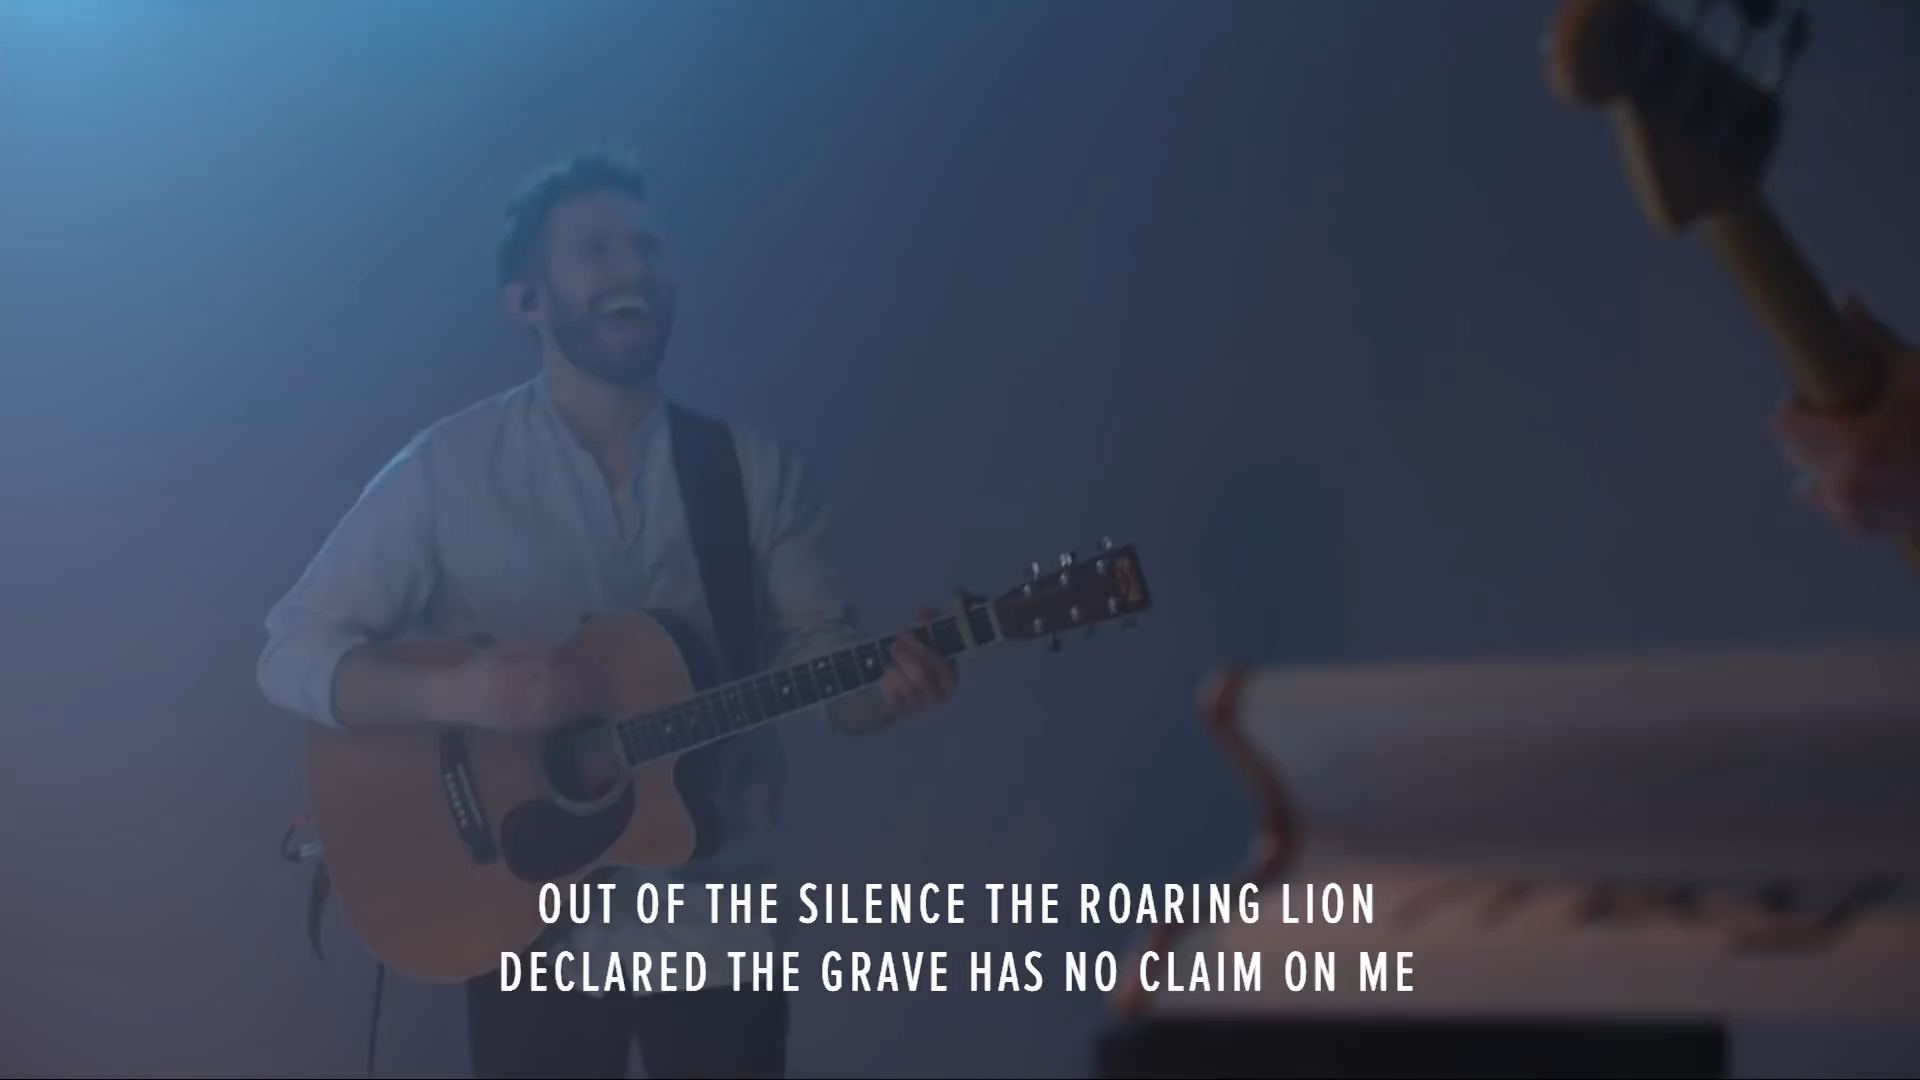 OUT OF THE SILENCE THE ROARING LION
DECLARED THE GRAVE HAS NO CLAIM ON ME